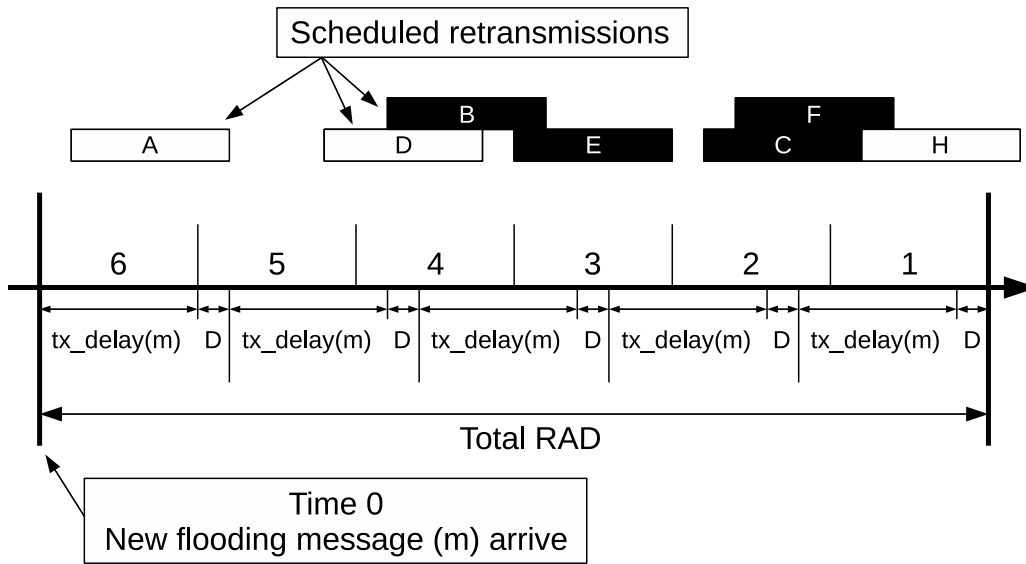 Scheduled retransmissions
B
F
A
D
E
C
H
6 5 4 3 2 1
tx_delay(m) D tx_delay(m) D tx_delay(m) D tx_delay(m) D tx_delay(m) D
Total RAD
Time 0
New flooding message (m) arrive